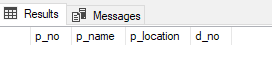 Results Messages
p_no p_name p_location d_no